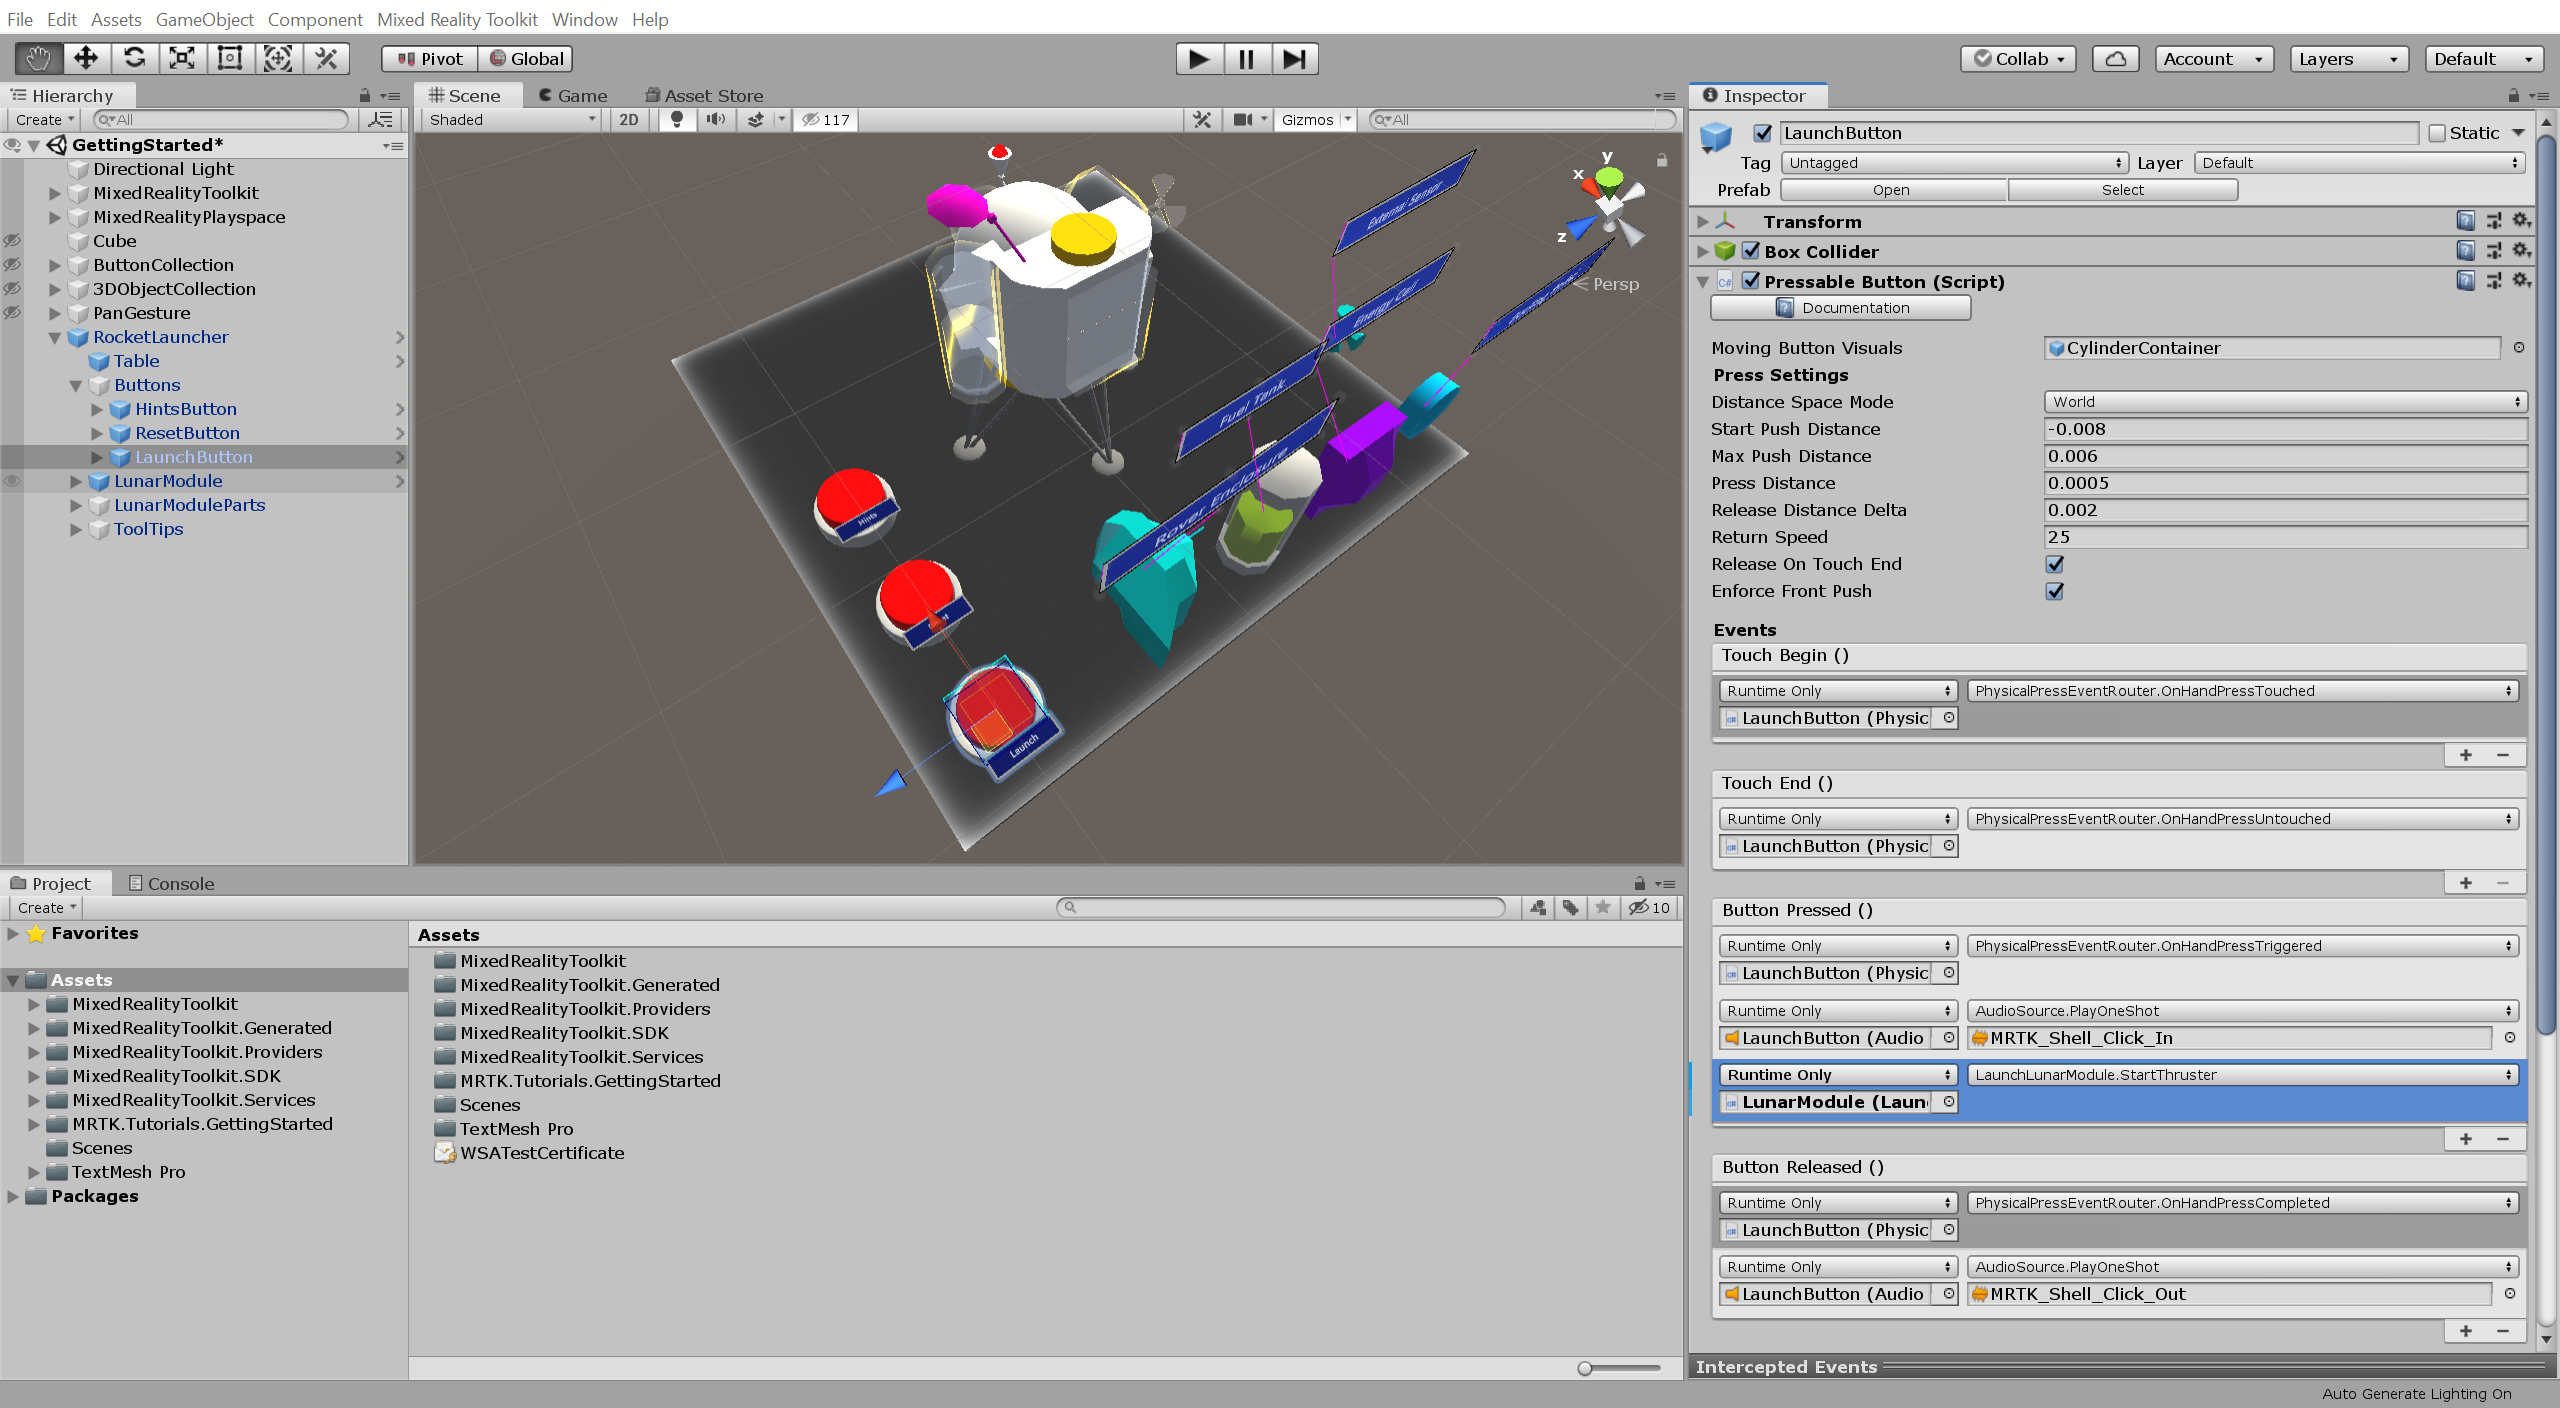 File Edit Assets GameObject Component Mixed Reality Toolkit Window Help
Pivot Global
Collab Account Layers Default
Hierarchy
Create All
GettingStarted*
Directional Light
MixedRealityToolkit
MixedRealityPlayspace
Cube
ButtonCollection
3DObjectCollection
PanGesture
RocketLauncher
Table
Buttons
HintsButton
ResetButton
LaunchButton
LunarModule
LunarModuleParts
ToolTips
Scene Game Asset Store
Shaded 2D 117 Gizmos All
y
x
z
Persp
External Sensor
Energy Cell
Fuel Tank
Rover Enclosure
Hints
Launch
Inspector
LaunchButton Static
Tag Untagged Layer Default
Prefab Open Select
Transform
Box Collider
Pressable Button (Script)
Documentation
Moving Button Visuals CylinderContainer
Press Settings
Distance Space Mode World
Start Push Distance -0.008
Max Push Distance 0.006
Press Distance 0.0005
Release Distance Delta 0.002
Return Speed 25
Release On Touch End
Enforce Front Push
Events
Touch Begin ()
Runtime Only PhysicalPressEventRouter.OnHandPressTouched
LaunchButton (Physic
+ −
Touch End ()
Runtime Only PhysicalPressEventRouter.OnHandPressUntouched
LaunchButton (Physic
+ −
Button Pressed ()
Runtime Only PhysicalPressEventRouter.OnHandPressTriggered
LaunchButton (Physic
Runtime Only AudioSource.PlayOneShot
LaunchButton (Audio MRTK_Shell_Click_In
Runtime Only LaunchLunarModule.StartThruster
LunarModule (Laun
+ −
Button Released ()
Runtime Only PhysicalPressEventRouter.OnHandPressCompleted
LaunchButton (Physic
Runtime Only AudioSource.PlayOneShot
LaunchButton (Audio MRTK_Shell_Click_Out
+ −
Intercepted Events
Project Console
Create 10
Favorites
Assets
MixedRealityToolkit
MixedRealityToolkit.Generated
MixedRealityToolkit.Providers
MixedRealityToolkit.SDK
MixedRealityToolkit.Services
MRTK.Tutorials.GettingStarted
Scenes
TextMesh Pro
Packages
Assets
MixedRealityToolkit
MixedRealityToolkit.Generated
MixedRealityToolkit.Providers
MixedRealityToolkit.SDK
MixedRealityToolkit.Services
MRTK.Tutorials.GettingStarted
Scenes
TextMesh Pro
WSATestCertificate
Auto Generate Lighting On